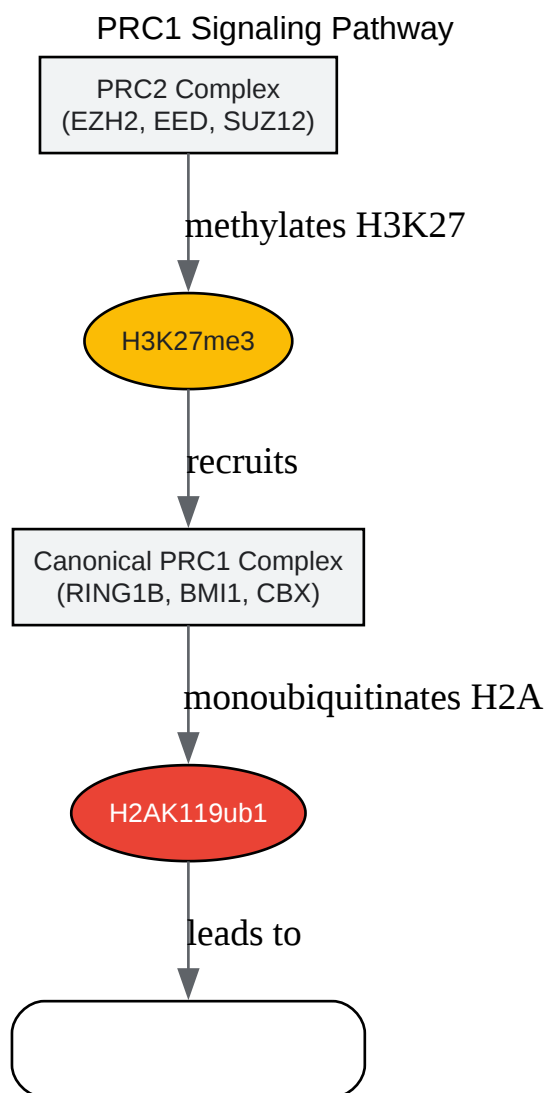 PRC1 Signaling Pathway
PRC2 Complex
(EZH2, EED, SUZ12)
methylates H3K27
H3K27me3
recruits
Canonical PRC1 Complex
(RING1B, BMI1, CBX)
monoubiquitinates H2A
H2AK119ub1
leads to